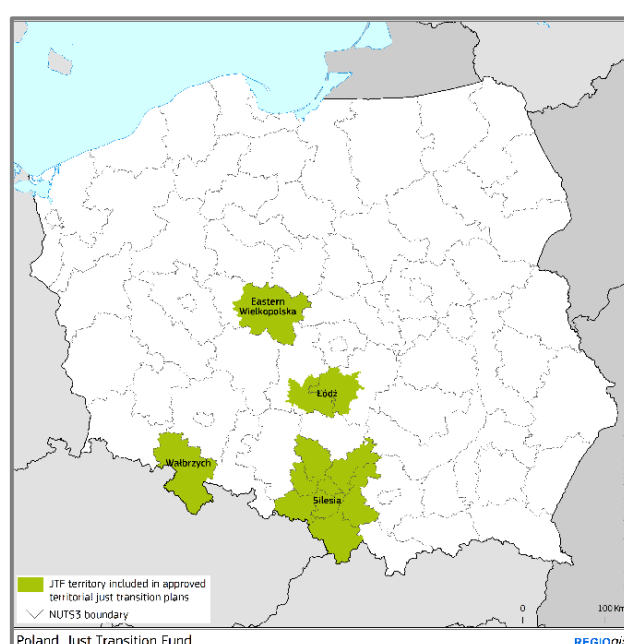 Eastern
Wielkopolska
Łódź
Wałbrzych
Silesia
JTF territory included in approved
territorial just transition plans
NUTS3 boundary
0 100 Km
Poland, Just Transition Fund
REGIOgis